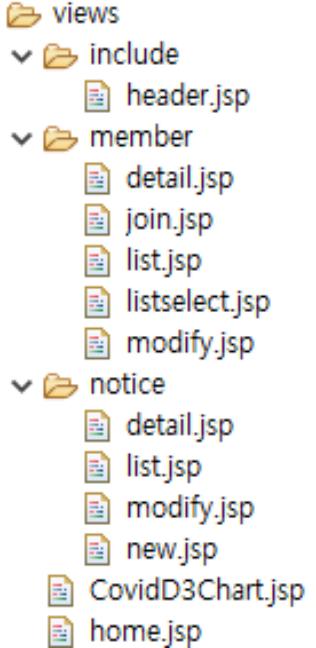 views
include
header.jsp
member
detail.jsp
join.jsp
list.jsp
listselect.jsp
modify.jsp
notice
detail.jsp
list.jsp
modify.jsp
new.jsp
CovidD3Chart.jsp
home.jsp